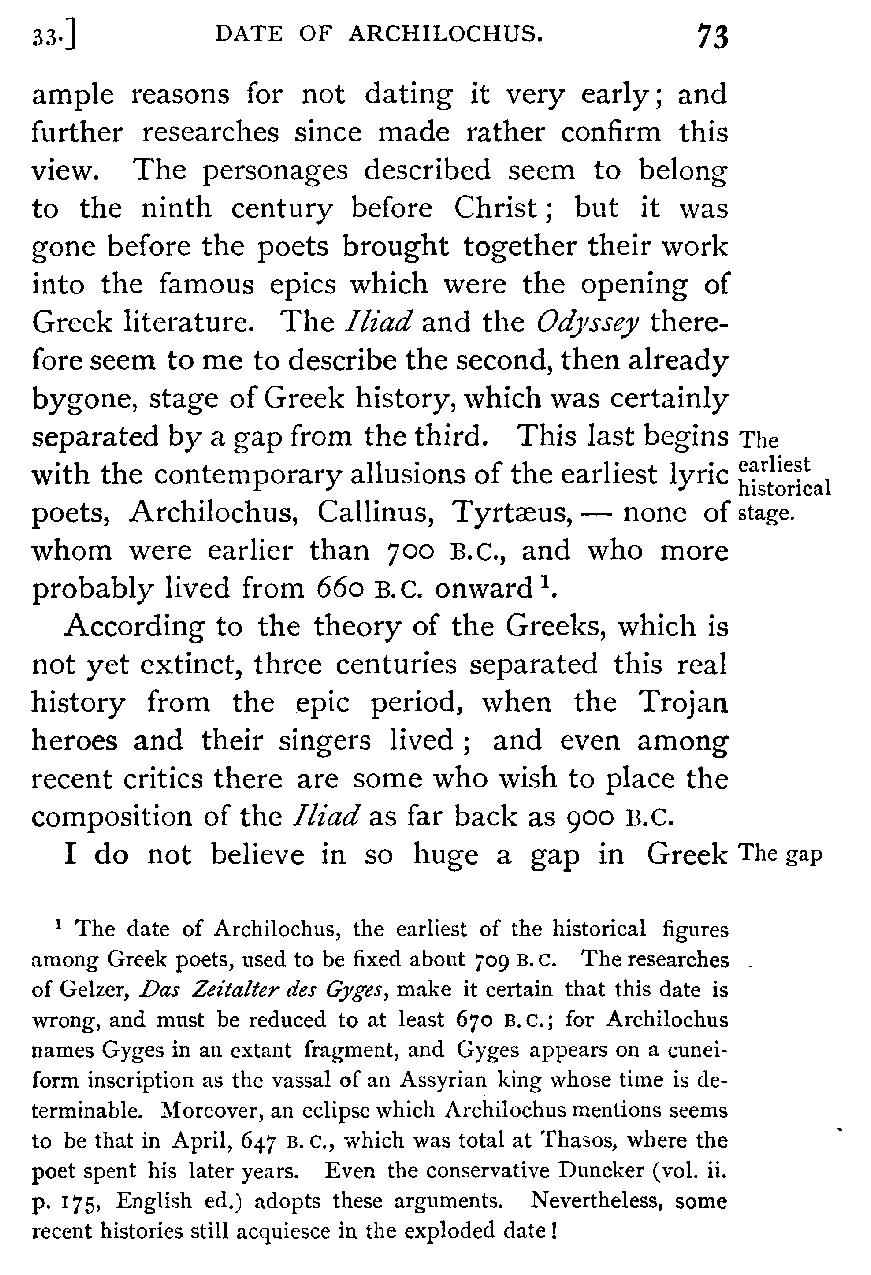 33.] DATE OF ARCHILOCHUS. 73
ample reasons for not dating it very early; and
further researches since made rather confirm this
view. The personages described seem to belong
to the ninth century before Christ; but it was
gone before the poets brought together their work
into the famous epics which were the opening of
Greek literature. The Iliad and the Odyssey there-
fore seem to me to describe the second, then already
bygone, stage of Greek history, which was certainly
separated by a gap from the third. This last begins
with the contemporary allusions of the earliest lyric
poets, Archilochus, Callinus, Tyrtæus, — none of
whom were earlier than 700 B.C., and who more
probably lived from 660 B.C. onward ¹.
The
earliest
historical
stage.
According to the theory of the Greeks, which is
not yet extinct, three centuries separated this real
history from the epic period, when the Trojan
heroes and their singers lived; and even among
recent critics there are some who wish to place the
composition of the Iliad as far back as 900 B.C.
I do not believe in so huge a gap in Greek
The gap
¹ The date of Archilochus, the earliest of the historical figures
among Greek poets, used to be fixed about 709 B.C. The researches
of Gelzer, Das Zeitalter des Gyges, make it certain that this date is
wrong, and must be reduced to at least 670 B.C.; for Archilochus
names Gyges in an extant fragment, and Gyges appears on a cunei-
form inscription as the vassal of an Assyrian king whose time is de-
terminable. Moreover, an eclipse which Archilochus mentions seems
to be that in April, 647 B.C., which was total at Thasos, where the
poet spent his later years. Even the conservative Duncker (vol. ii.
p. 175, English ed.) adopts these arguments. Nevertheless, some
recent histories still acquiesce in the exploded date!